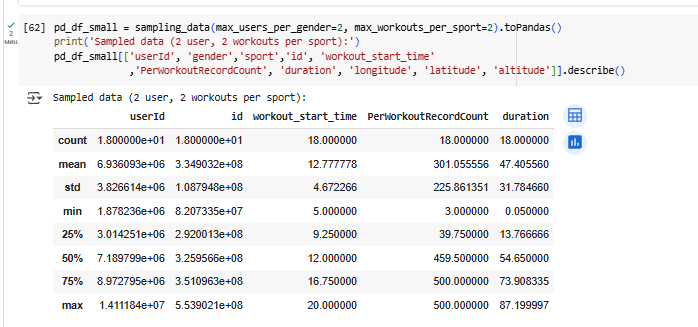 [62] pd_df_small = sampling_data(max_users_per_gender=2, max_workouts_per_sport=2).toPandas()
2
мин.
print('Sampled data (2 user, 2 workouts per sport):')
pd_df_small[['userId', 'gender','sport','id', 'workout_start_time'
,'PerWorkoutRecordCount', 'duration', 'longitude', 'latitude', 'altitude']].describe()
Sampled data (2 user, 2 workouts per sport):
userId id workout_start_time PerWorkoutRecordCount duration
count 1.800000e+01 1.800000e+01 18.000000 18.000000 18.000000
mean 6.936093e+06 3.349032e+08 12.777778 301.055556 47.405560
std 3.826614e+06 1.087948e+08 4.672266 225.861351 31.784660
min 1.878236e+06 8.207335e+07 5.000000 3.000000 0.050000
25% 3.014251e+06 2.920013e+08 9.250000 39.750000 13.766666
50% 7.189799e+06 3.259566e+08 12.000000 459.500000 54.650000
75% 8.972795e+06 3.510963e+08 16.750000 500.000000 73.908335
max 1.411184e+07 5.539021e+08 20.000000 500.000000 87.199997